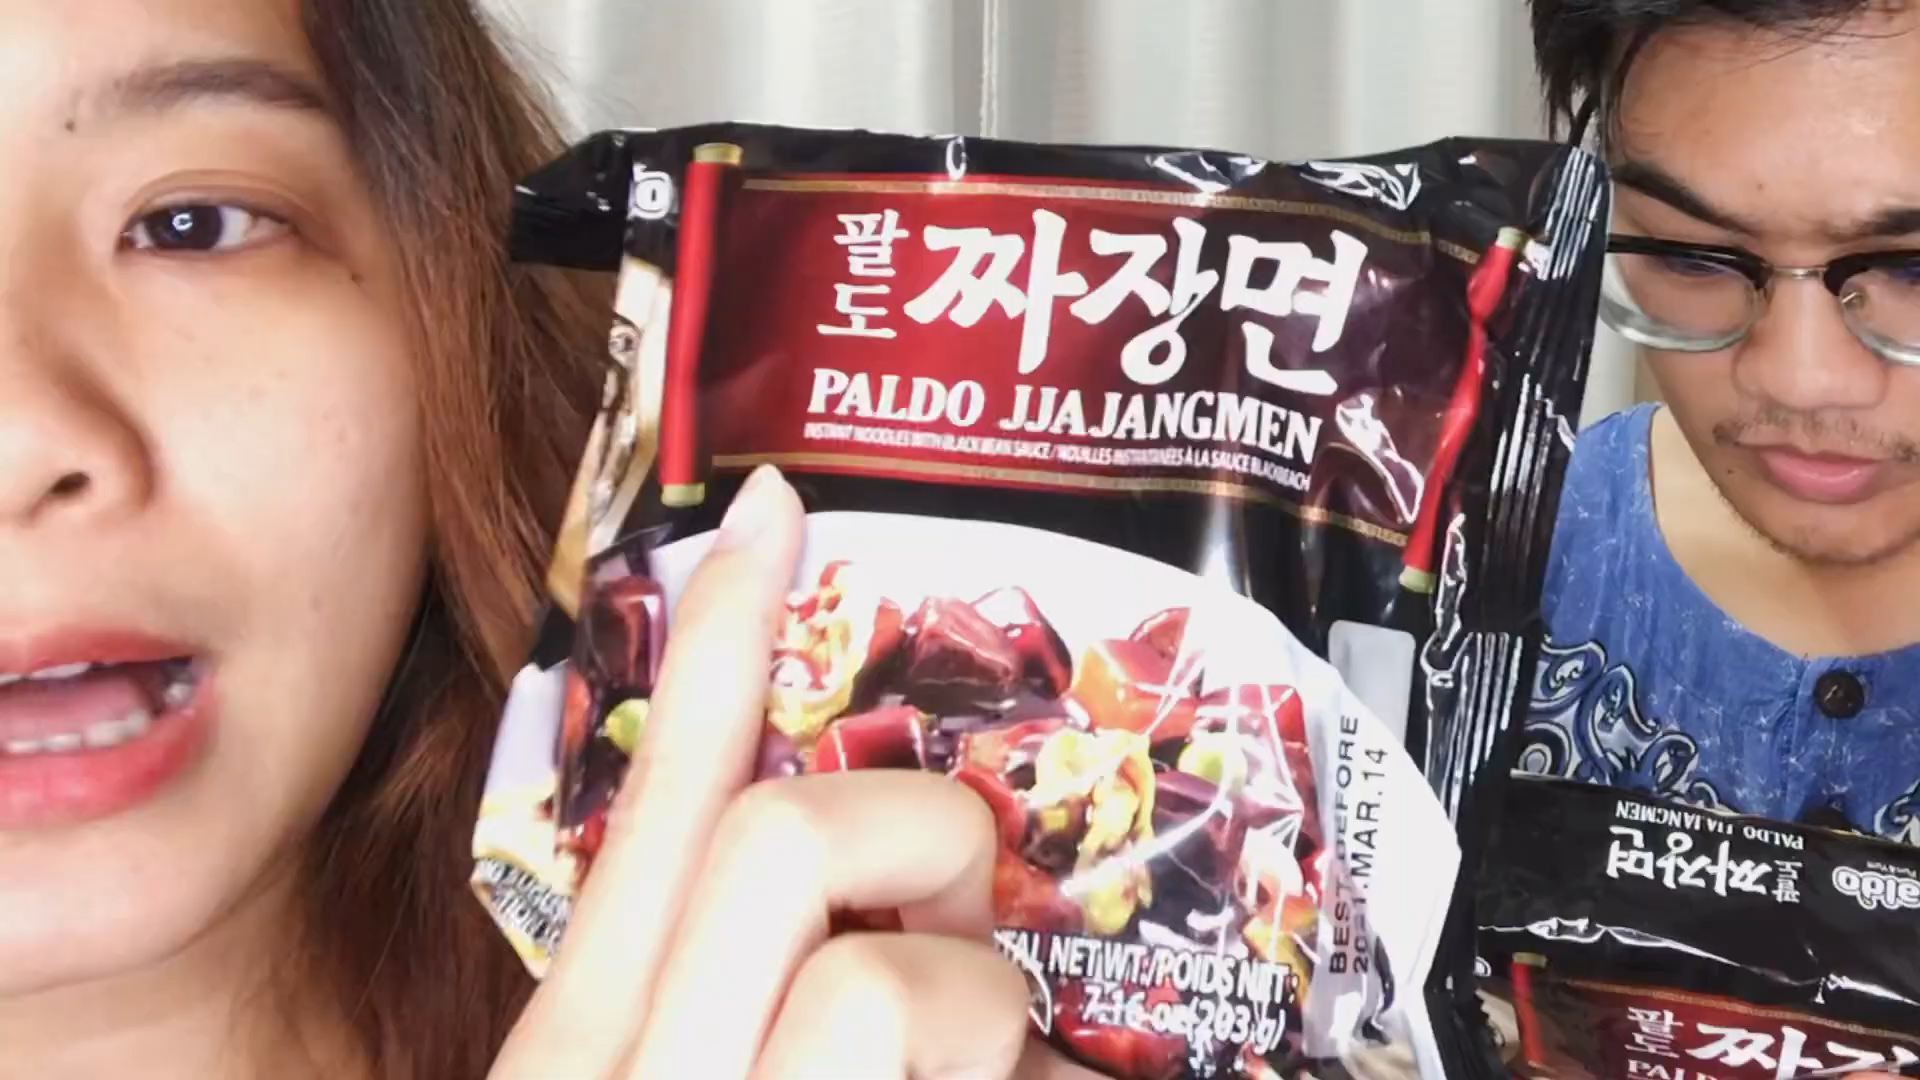 팔도 짜장면
PALDO JJAJANGMEN
INSTANT NOODLES WITH BLACK BEAN SAUCE / NOUILLES INSTANTANÉES À LA SAUCE
NET WT./POIDS NET:
7.16 oz(203 g)
BEST BEFORE
2021.MAR.14
PALDO JJAJANGMEN
팔도 짜장면
팔도
PALD